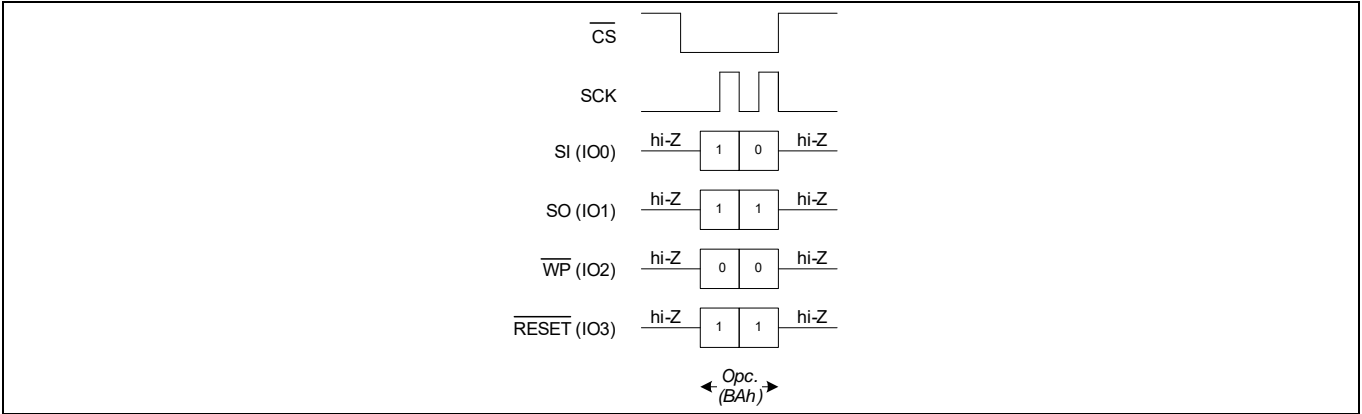 CS
SCK
SI (IO0) hi-Z 1 0 hi-Z
SO (IO1) hi-Z 1 1 hi-Z
WP (IO2) hi-Z 0 0 hi-Z
RESET (IO3) hi-Z 1 1 hi-Z
Opc.
(BAh)